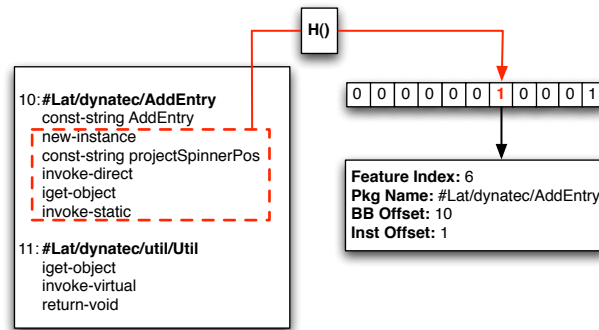 H()
10: #Lat/dynatec/AddEntry
const-string AddEntry
new-instance
const-string projectSpinnerPos
invoke-direct
iget-object
invoke-static
11: #Lat/dynatec/util/Util
iget-object
invoke-virtual
return-void
0 0 0 0 0 0 1 0 0 0 1
Feature Index: 6
Pkg Name: #Lat/dynatec/AddEntry
BB Offset: 10
Inst Offset: 1